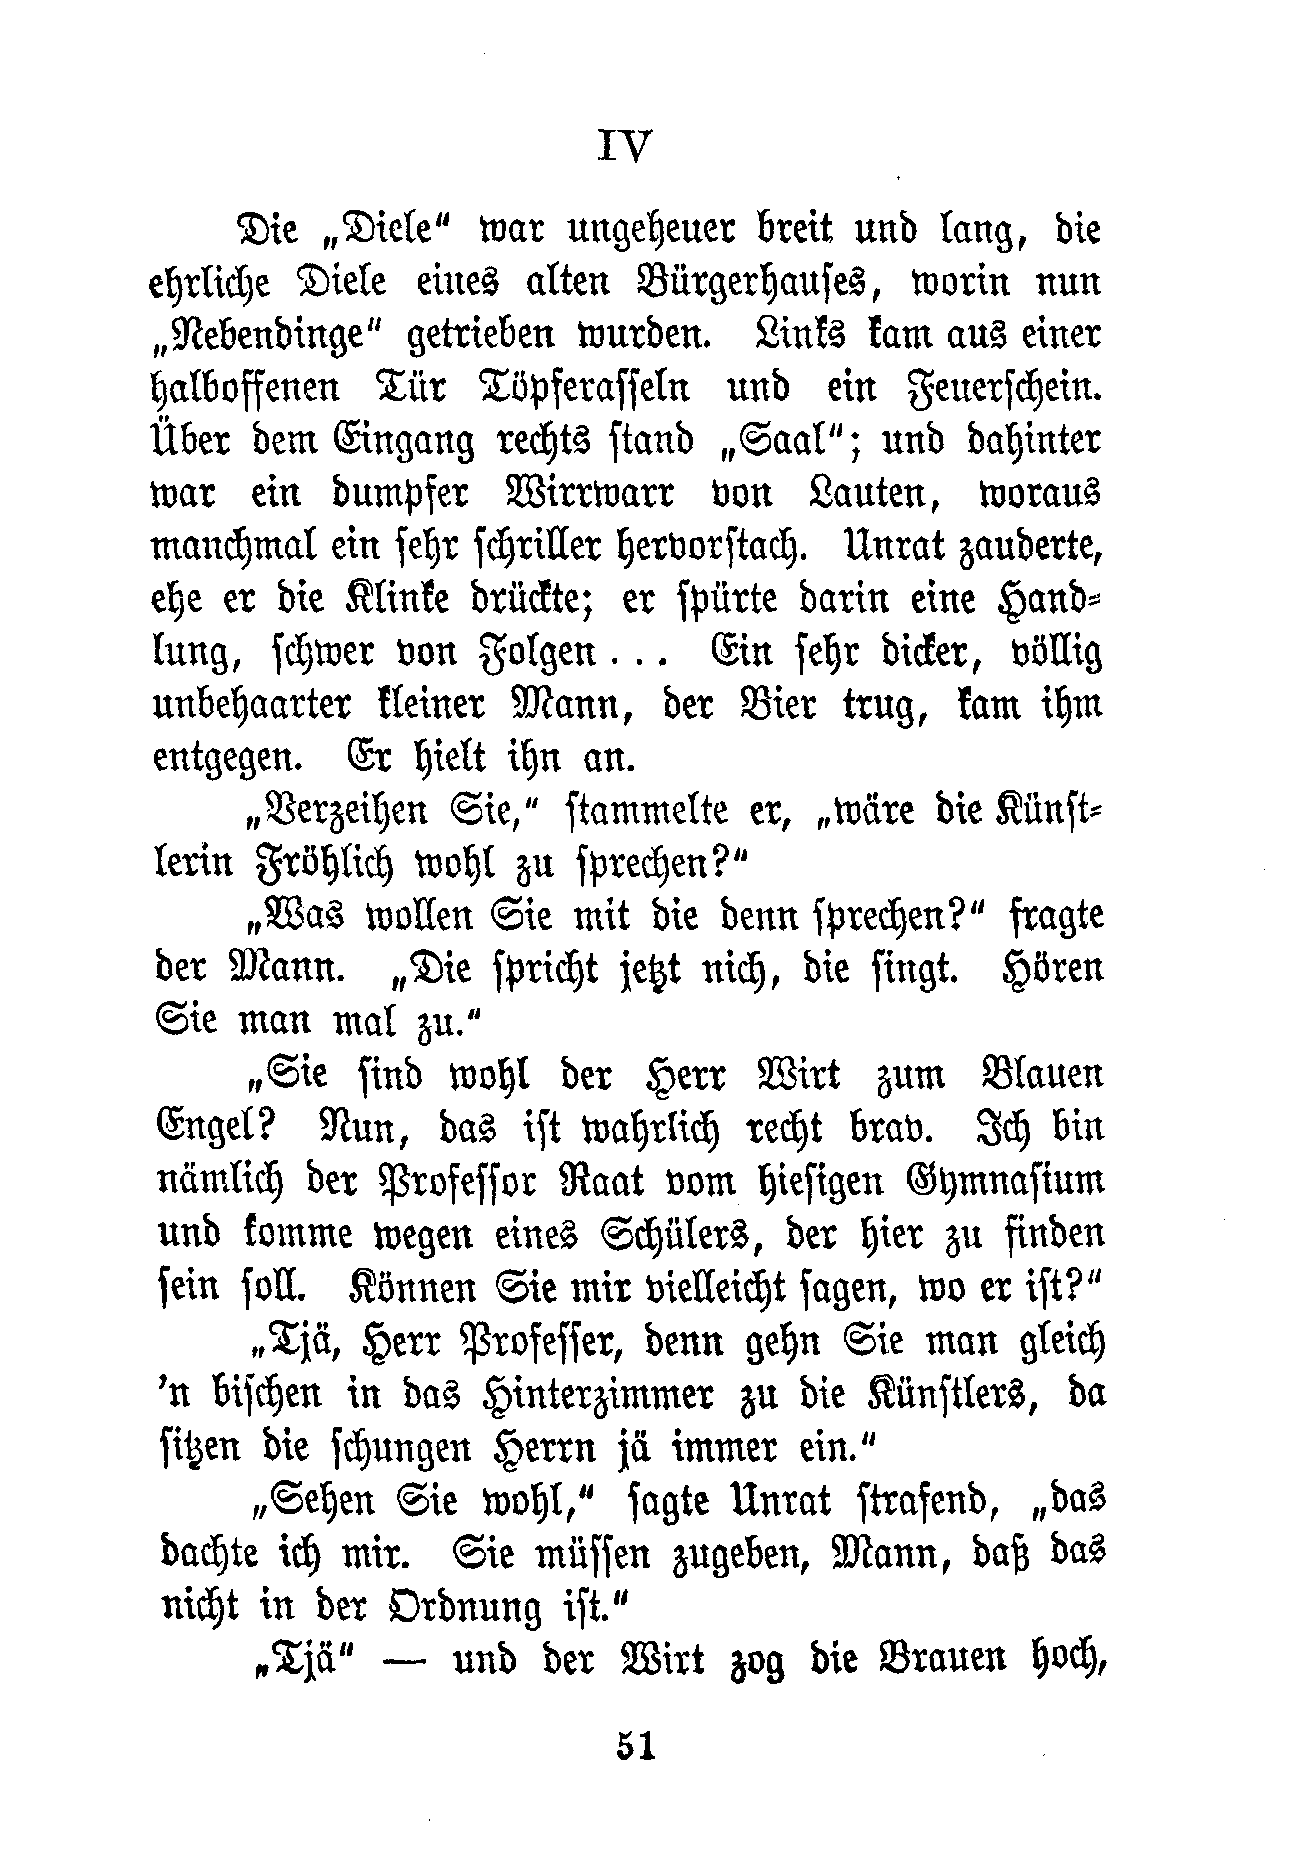 IV
Die „Diele“ war ungeheuer breit und lang, die
ehrliche Diele eines alten Bürgerhauses, worin nun
„Nebendinge“ getrieben wurden. Links kam aus einer
halboffenen Tür Töpferasseln und ein Feuerschein.
Über dem Eingang rechts stand „Saal“; und dahinter
war ein dumpfer Wirrwarr von Lauten, woraus
manchmal ein sehr schriller hervorstach. Unrat zauderte,
ehe er die Klinke drückte; er spürte darin eine Hand-
lung, schwer von Folgen . . . Ein sehr dicker, völlig
unbehaarter kleiner Mann, der Bier trug, kam ihm
entgegen. Er hielt ihn an.
„Verzeihen Sie,“ stammelte er, „wäre die Künst-
lerin Fröhlich wohl zu sprechen?“
„Was wollen Sie mit die denn sprechen?“ fragte
der Mann. „Die spricht jetzt nich, die singt. Hören
Sie man mal zu.“
„Sie sind wohl der Herr Wirt zum Blauen
Engel? Nun, das ist wahrlich recht brav. Ich bin
nämlich der Professor Raat vom hiesigen Gymnasium
und komme wegen eines Schülers, der hier zu finden
sein soll. Können Sie mir vielleicht sagen, wo er ist?“
„Tjä, Herr Professer, denn gehn Sie man gleich
’n bischen in das Hinterzimmer zu die Künstlers, da
sitzen die schungen Herrn jä immer ein.“
„Sehen Sie wohl,“ sagte Unrat strafend, „das
dachte ich mir. Sie müssen zugeben, Mann, daß das
nicht in der Ordnung ist.“
„Tjä“ — und der Wirt zog die Brauen hoch,
51